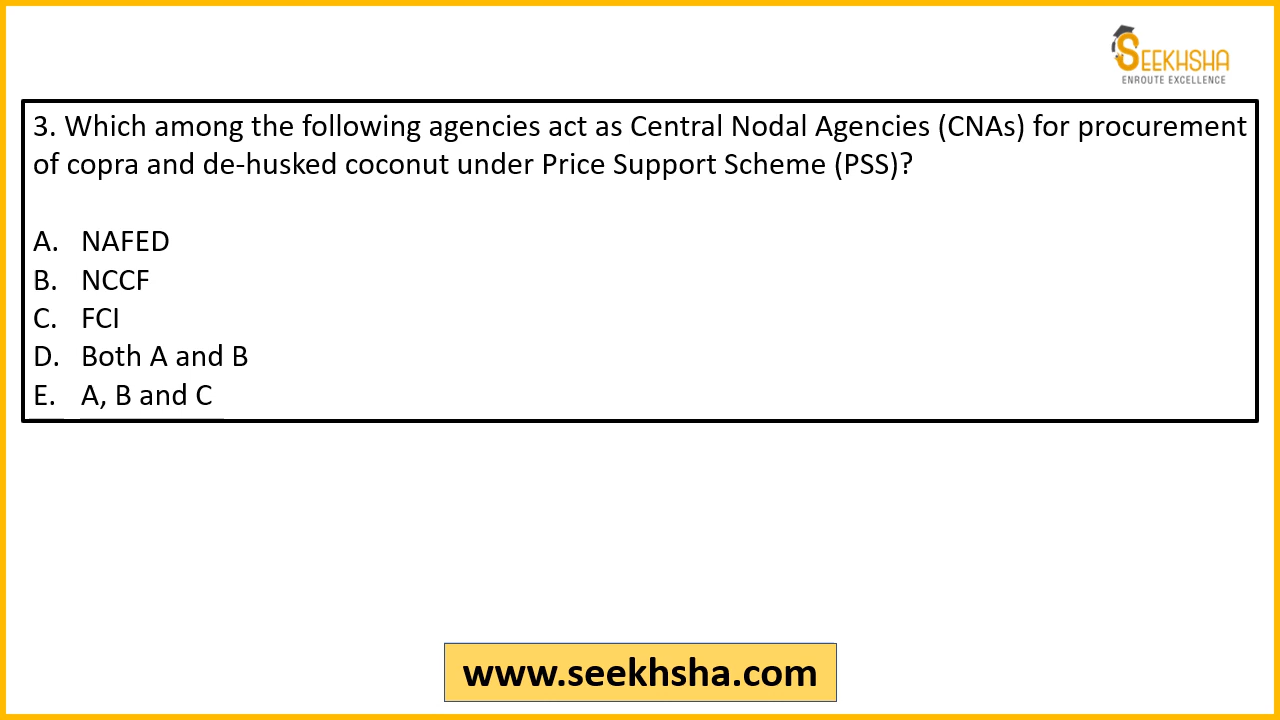 SEEKHSHA
ENROUTE EXCELLENCE
3. Which among the following agencies act as Central Nodal Agencies (CNAs) for procurement
of copra and de-husked coconut under Price Support Scheme (PSS)?
A. NAFED
B. NCCF
C. FCI
D. Both A and B
E. A, B and C
www.seekhsha.com